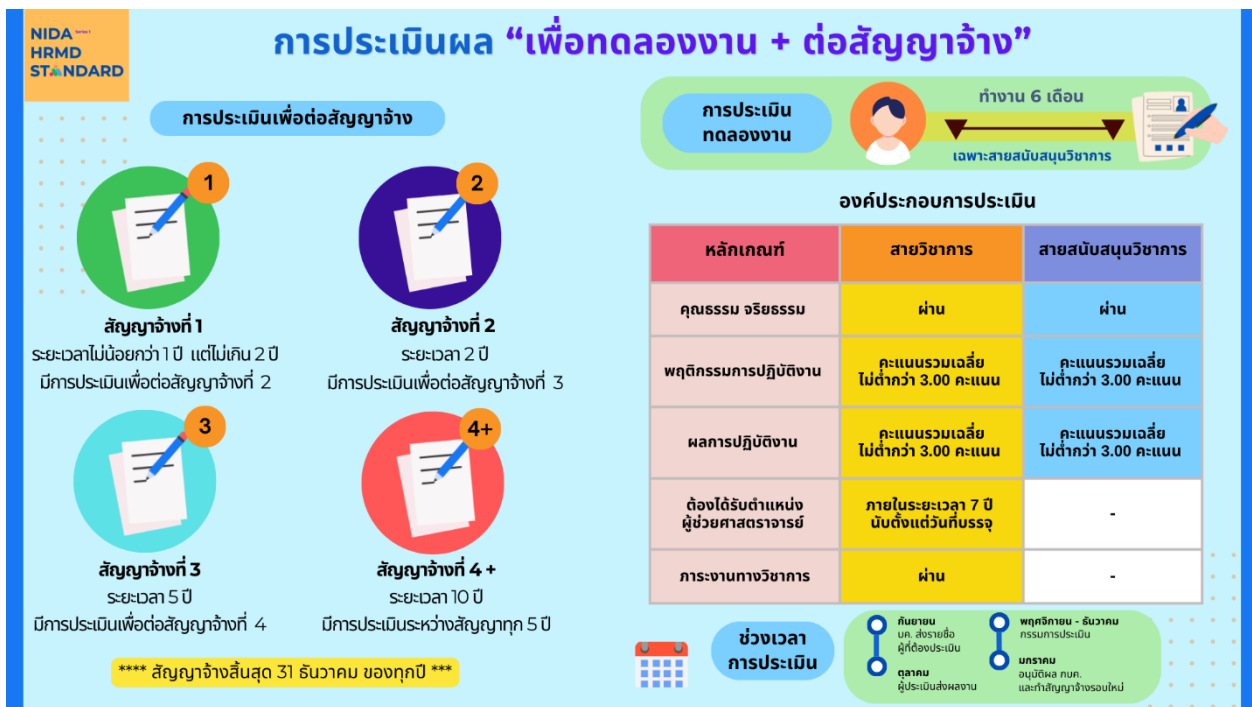 NIDA Series 1
HRMD
STANDARD
การประเมินผล “เพื่อทดลองงาน + ต่อสัญญาจ้าง”
การประเมินเพื่อต่อสัญญาจ้าง
1
สัญญาจ้างที่ 1
ระยะเวลาไม่น้อยกว่า 1 ปี แต่ไม่เกิน 2 ปี
มีการประเมินเพื่อต่อสัญญาจ้างที่ 2
2
สัญญาจ้างที่ 2
ระยะเวลา 2 ปี
มีการประเมินเพื่อต่อสัญญาจ้างที่ 3
3
สัญญาจ้างที่ 3
ระยะเวลา 5 ปี
มีการประเมินเพื่อต่อสัญญาจ้างที่ 4
4+
สัญญาจ้างที่ 4 +
ระยะเวลา 10 ปี
มีการประเมินระหว่างสัญญาทุก 5 ปี
**** สัญญาจ้างสิ้นสุด 31 ธันวาคม ของทุกปี ***
การประเมิน
ทดลองงาน
ทำงาน 6 เดือน
เฉพาะสายสนับสนุนวิชาการ
องค์ประกอบการประเมิน
หลักเกณฑ์ สายวิชาการ สายสนับสนุนวิชาการ
คุณธรรม จริยธรรม ผ่าน ผ่าน
พฤติกรรมการปฏิบัติงาน
คะแนนรวมเฉลี่ย
ไม่ต่ำกว่า 3.00 คะแนน
คะแนนรวมเฉลี่ย
ไม่ต่ำกว่า 3.00 คะแนน
ผลการปฏิบัติงาน
คะแนนรวมเฉลี่ย
ไม่ต่ำกว่า 3.00 คะแนน
คะแนนรวมเฉลี่ย
ไม่ต่ำกว่า 3.00 คะแนน
ต้องได้รับตำแหน่ง
ผู้ช่วยศาสตราจารย์
ภายในระยะเวลา 7 ปี
นับตั้งแต่วันที่บรรจุ
-
ภาระงานทางวิชาการ ผ่าน -
ช่วงเวลา
การประเมิน
กันยายน
บค. ส่งรายชื่อ
ผู้ที่ต้องประเมิน
ตุลาคม
ผู้ประเมินส่งผลงาน
พฤศจิกายน - ธันวาคม
กรรมการประเมิน
มกราคม
อนุมัติผล กบค.
และทำสัญญาจ้างรอบใหม่